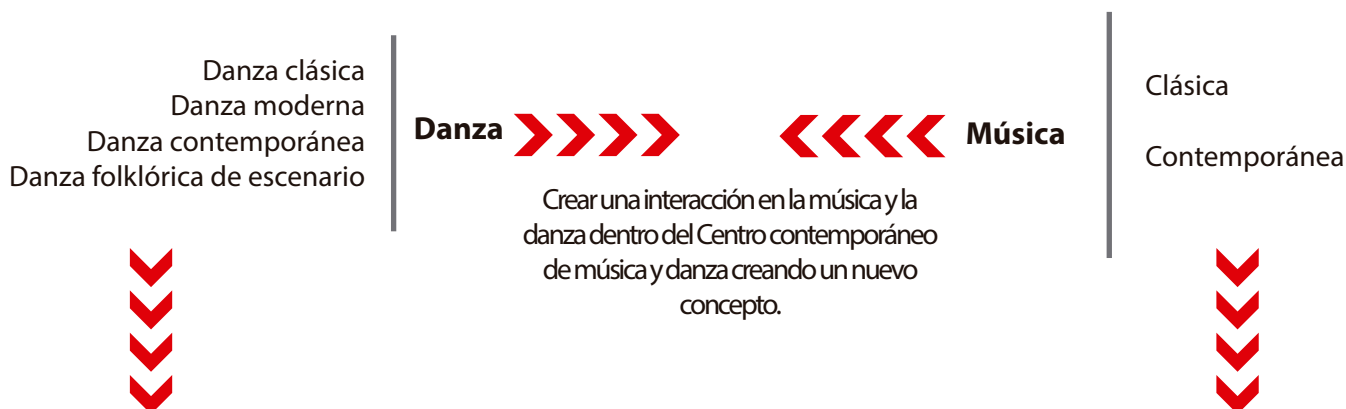 Danza clásica
Danza moderna
Danza contemporánea
Danza folklórica de escenario
Danza
Música
Clásica
Contemporánea
Crear una interacción en la música y la
danza dentro del Centro contemporáneo
de música y danza creando un nuevo
concepto.